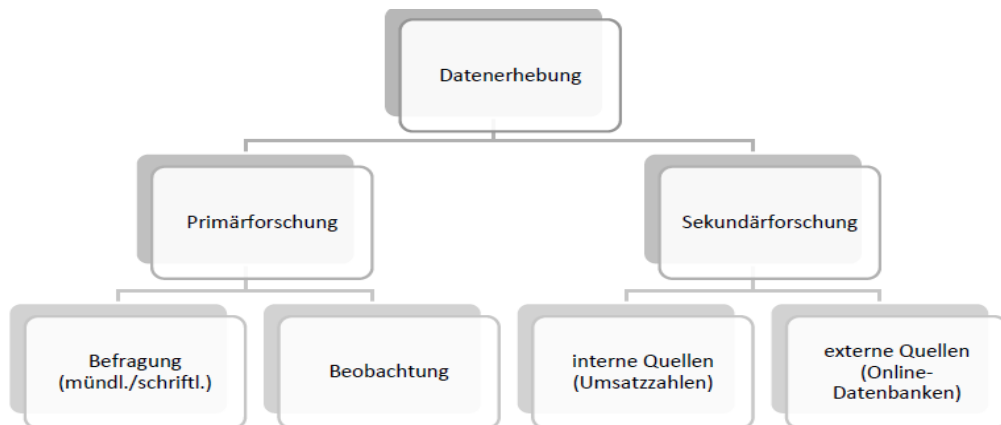 Datenerhebung
Primärforschung
Sekundärforschung
Befragung
(mündl./schriftl.)
Beobachtung
interne Quellen
(Umsatzzahlen)
externe Quellen
(Online-
Datenbanken)